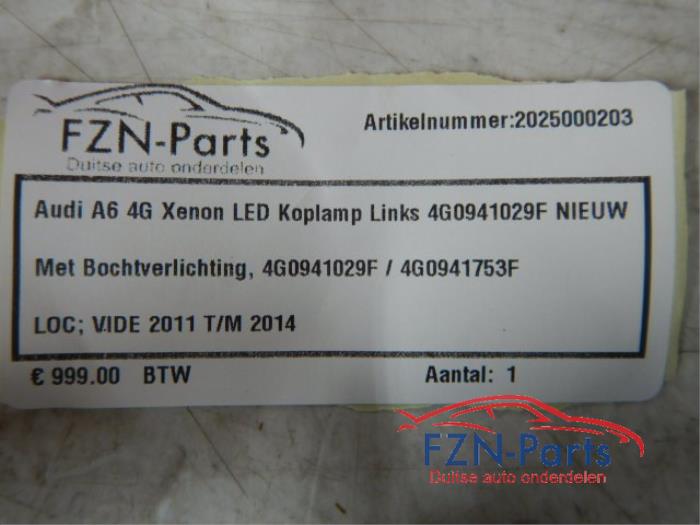 FZN-Parts
Duitse auto onderdelen
Artikelnummer:2025000203
Audi A6 4G Xenon LED Koplamp Links 4G0941029F NIEUW
Met Bochtverlichting, 4G0941029F / 4G0941753F
LOC; V.IDE 2011 T/M 2014
€ 999.00 BTW Aantal: 1
FZN-Parts
Duitse auto onderdelen